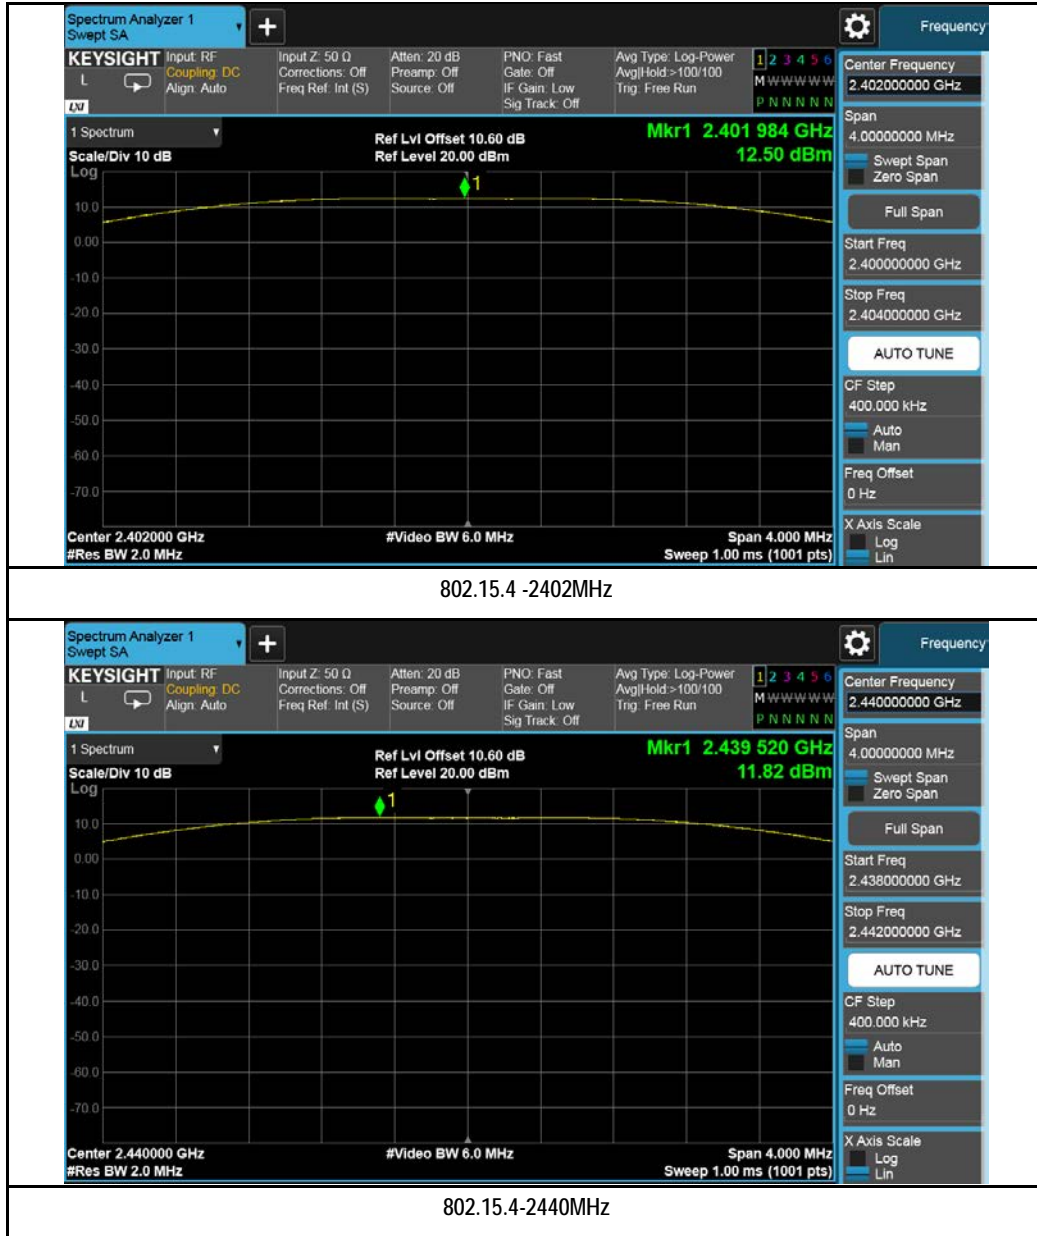 Spectrum Analyzer 1
Swept SA
+
Frequency
KEYSIGHT
L
LXI
Input: RF
Coupling: DC
Align: Auto
Input Z: 50 Ω
Corrections: Off
Freq Ref: Int (S)
Atten: 20 dB
Preamp: Off
Source: Off
PNO: Fast
Gate: Off
IF Gain: Low
Sig Track: Off
Avg Type: Log-Power
Avg|Hold:>100/100
Trig: Free Run
1 2 3 4 5 6
M W W W W W
P N N N N N
1 Spectrum
Scale/Div 10 dB
Ref Lvl Offset 10.60 dB
Ref Level 20.00 dBm
Mkr1 2.401 984 GHz
12.50 dBm
Log
1
10.0
0.00
-10.0
-20.0
-30.0
-40.0
-50.0
-60.0
-70.0
Center 2.402000 GHz
#Res BW 2.0 MHz
#Video BW 6.0 MHz
Span 4.000 MHz
Sweep 1.00 ms (1001 pts)
Center Frequency
2.402000000 GHz
Span
4.00000000 MHz
Swept Span
Zero Span
Full Span
Start Freq
2.400000000 GHz
Stop Freq
2.404000000 GHz
AUTO TUNE
CF Step
400.000 kHz
Auto
Man
Freq Offset
0 Hz
X Axis Scale
Log
Lin
802.15.4 -2402MHz
Spectrum Analyzer 1
Swept SA
+
Frequency
KEYSIGHT
L
LXI
Input: RF
Coupling: DC
Align: Auto
Input Z: 50 Ω
Corrections: Off
Freq Ref: Int (S)
Atten: 20 dB
Preamp: Off
Source: Off
PNO: Fast
Gate: Off
IF Gain: Low
Sig Track: Off
Avg Type: Log-Power
Avg|Hold:>100/100
Trig: Free Run
1 2 3 4 5 6
M W W W W W
P N N N N N
1 Spectrum
Scale/Div 10 dB
Ref Lvl Offset 10.60 dB
Ref Level 20.00 dBm
Mkr1 2.439 520 GHz
11.82 dBm
Log
1
10.0
0.00
-10.0
-20.0
-30.0
-40.0
-50.0
-60.0
-70.0
Center 2.440000 GHz
#Res BW 2.0 MHz
#Video BW 6.0 MHz
Span 4.000 MHz
Sweep 1.00 ms (1001 pts)
Center Frequency
2.440000000 GHz
Span
4.00000000 MHz
Swept Span
Zero Span
Full Span
Start Freq
2.438000000 GHz
Stop Freq
2.442000000 GHz
AUTO TUNE
CF Step
400.000 kHz
Auto
Man
Freq Offset
0 Hz
X Axis Scale
Log
Lin
802.15.4-2440MHz